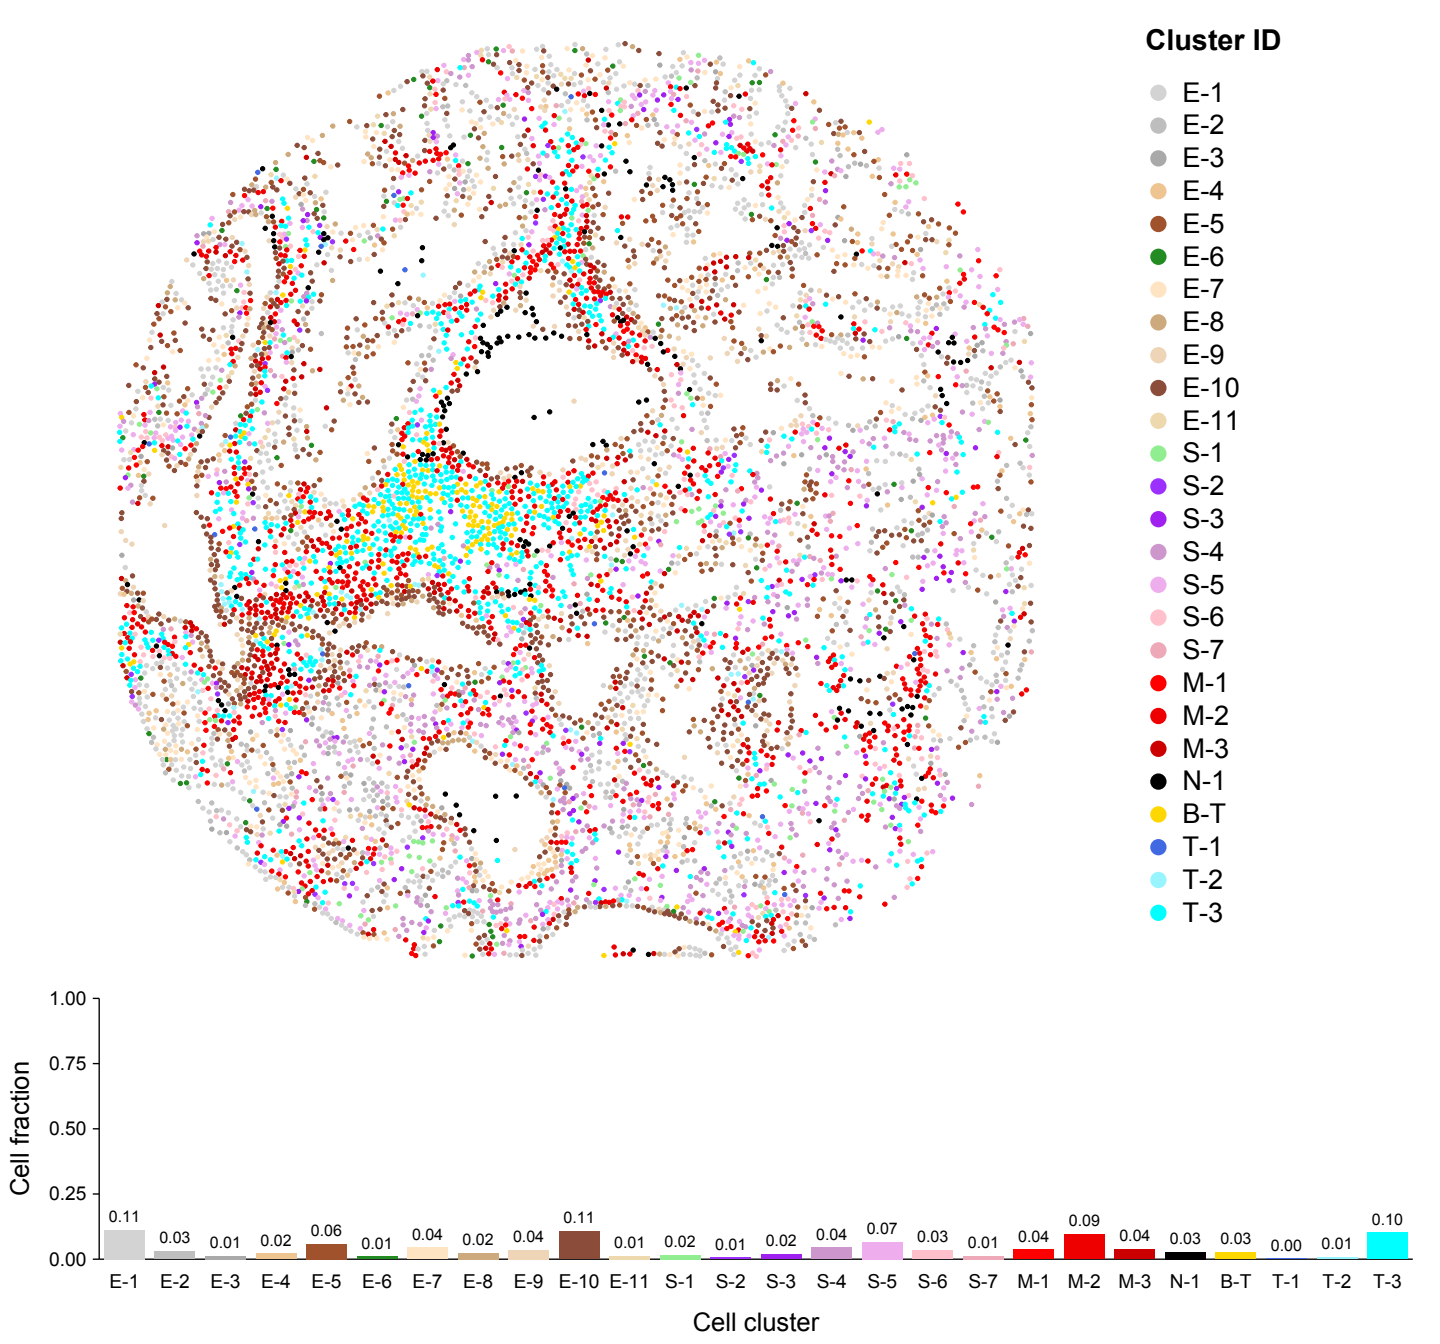 Cluster ID
E-1
E-2
E-3
E-4
E-5
E-6
E-7
E-8
E-9
E-10
E-11
S-1
S-2
S-3
S-4
S-5
S-6
S-7
M-1
M-2
M-3
N-1
B-T
T-1
T-2
T-3
1.00
0.75
0.50
0.25
0.00
Cell fraction
0.11 0.03 0.01 0.02 0.06 0.01 0.04 0.02 0.04 0.11 0.01 0.02 0.01 0.02 0.04 0.07 0.03 0.01 0.04 0.09 0.04 0.03 0.03 0.00 0.01 0.10
E-1 E-2 E-3 E-4 E-5 E-6 E-7 E-8 E-9 E-10 E-11 S-1 S-2 S-3 S-4 S-5 S-6 S-7 M-1 M-2 M-3 N-1 B-T T-1 T-2 T-3
Cell cluster